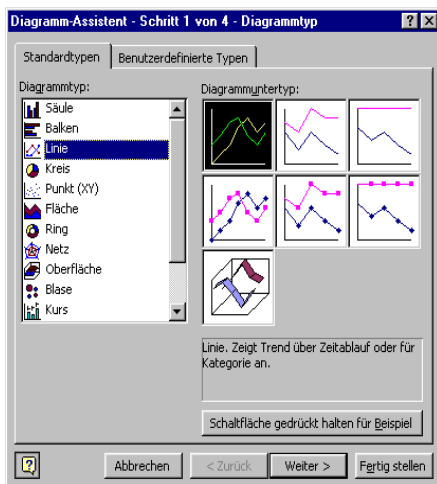 Diagramm-Assistent - Schritt 1 von 4 - Diagrammtyp
Standardtypen
Benutzerdefinierte Typen
Diagrammtyp:
Säule
Balken
Linie
Kreis
Punkt (XY)
Fläche
Ring
Netz
Oberfläche
Blase
Kurs
Diagrammuntertyp:
Linie. Zeigt Trend über Zeitablauf oder für
Kategorie an.
Schaltfläche gedrückt halten für Beispiel
Abbrechen
< Zurück
Weiter >
Fertig stellen